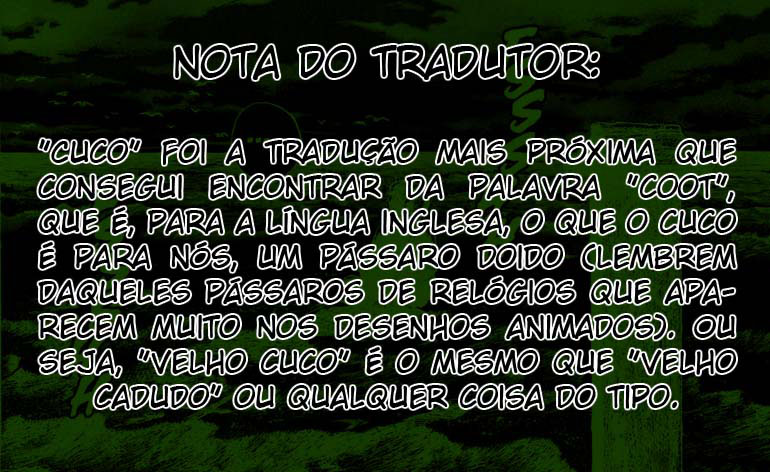 NOTA DO TRADUTOR:
"CUCO" FOI A TRADUÇÃO MAIS PRÓXIMA QUE
CONSEGUI ENCONTRAR DA PALAVRA "COOT",
QUE É, PARA A LÍNGUA INGLESA, O QUE O CUCO
É PARA NÓS, UM PÁSSARO DOIDO (LEMBREM
DAQUELES PÁSSAROS DE RELÓGIOS QUE APA-
RECEM MUITO NOS DESENHOS ANIMADOS). OU
SEJA, "VELHO CUCO" É O MESMO QUE "VELHO
CADUDO" OU QUALQUER COISA DO TIPO.